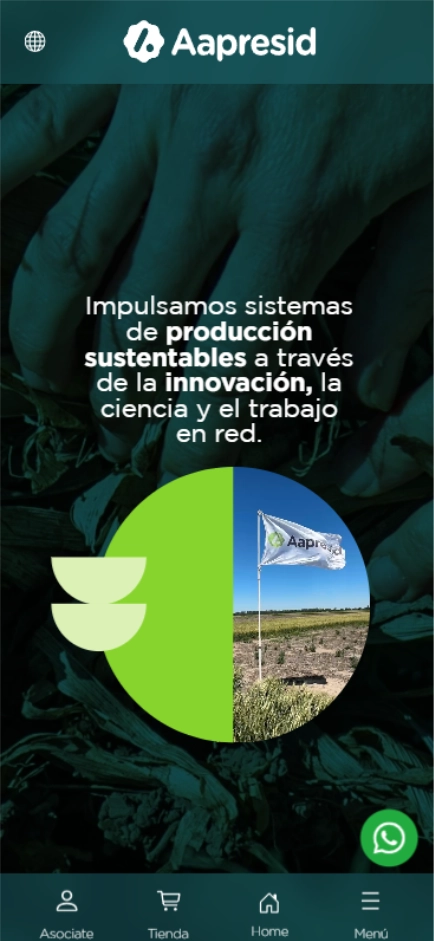 Aapresid
Impulsamos sistemas
de producción
sustentables a través
de la innovación, la
ciencia y el trabajo
en red.
Aapresid
Asociate
Tienda
Home
Menú